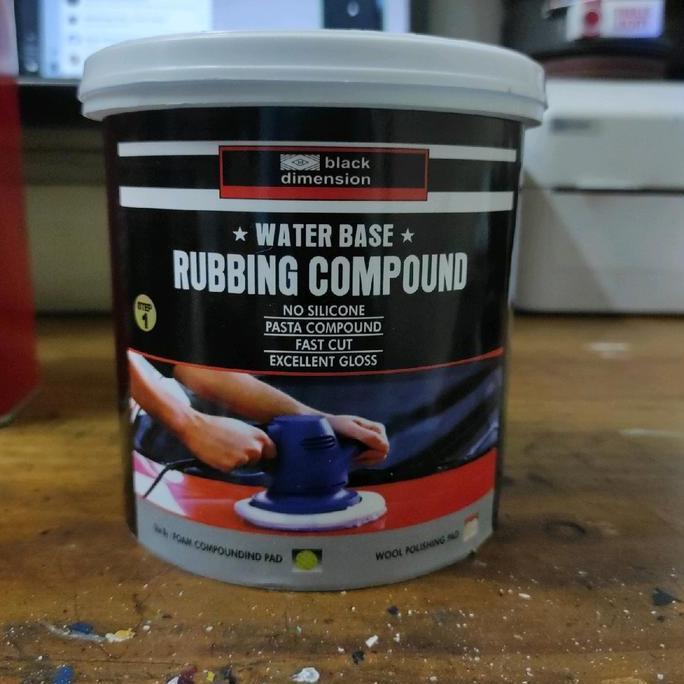 black
dimension
★ WATER BASE ★
RUBBING COMPOUND
NO SILICONE
PASTA COMPOUND
FAST CUT
EXCELLENT GLOSS
STEP
1
FOAM COMPOUNDIND PAD
WOOL POLISHING PAD